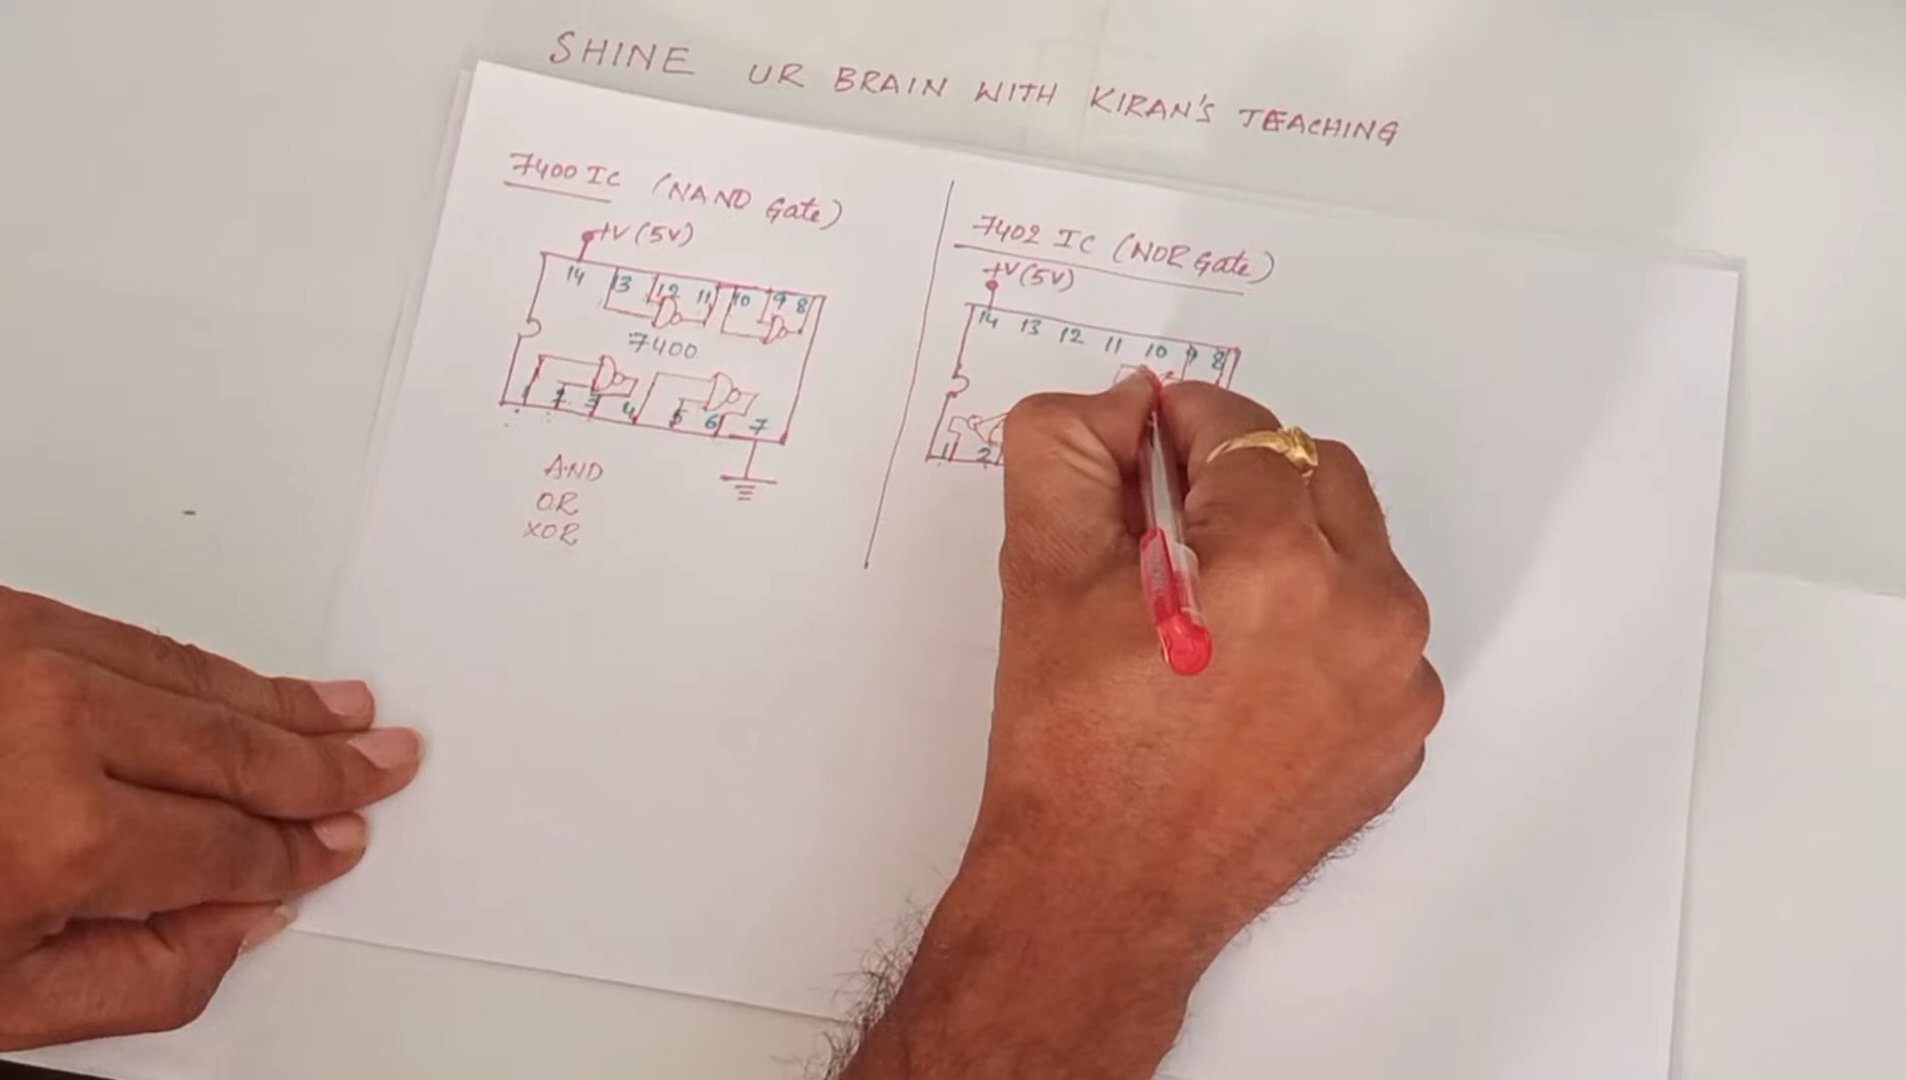 SHINE UR BRAIN WITH KIRAN'S TEACHING
7400 IC (NAND Gate)
+V (5V)
14 13 12 11 10 9 8
7400
1 2 3 4 5 6 7
AND
OR
XOR
7402 IC (NOR Gate)
+V (5V)
14 13 12 11 10 9 8
1 2